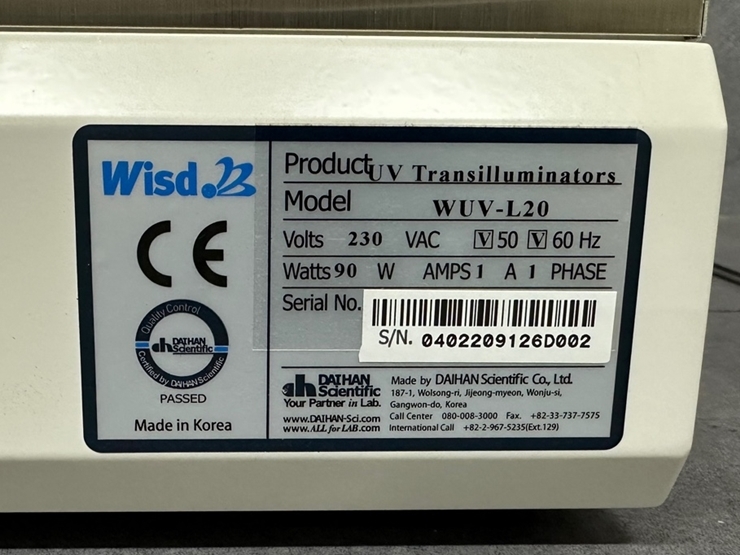 Wisd
CE
Quality Control
DAIHAN
Scientific
Certified by DAIHAN Scientific
PASSED
Made in Korea
Product UV Transilluminators
Model WUV-L20
Volts 230 VAC V 50 V 60 Hz
Watts 90 W AMPS 1 A 1 PHASE
Serial No.
S/N. 0402209126D002
DAIHAN
Scientific
Your Partner in Lab.
www.DAIHAN-Sci.com
www.ALL for LAB.com
Made by DAIHAN Scientific Co., Ltd.
187-1, Wolsong-ri, Jijeong-myeon, Wonju-si,
Gangwon-do, Korea
Call Center 080-008-3000 Fax. +82-33-737-7575
International Call +82-2-967-5235(Ext.129)